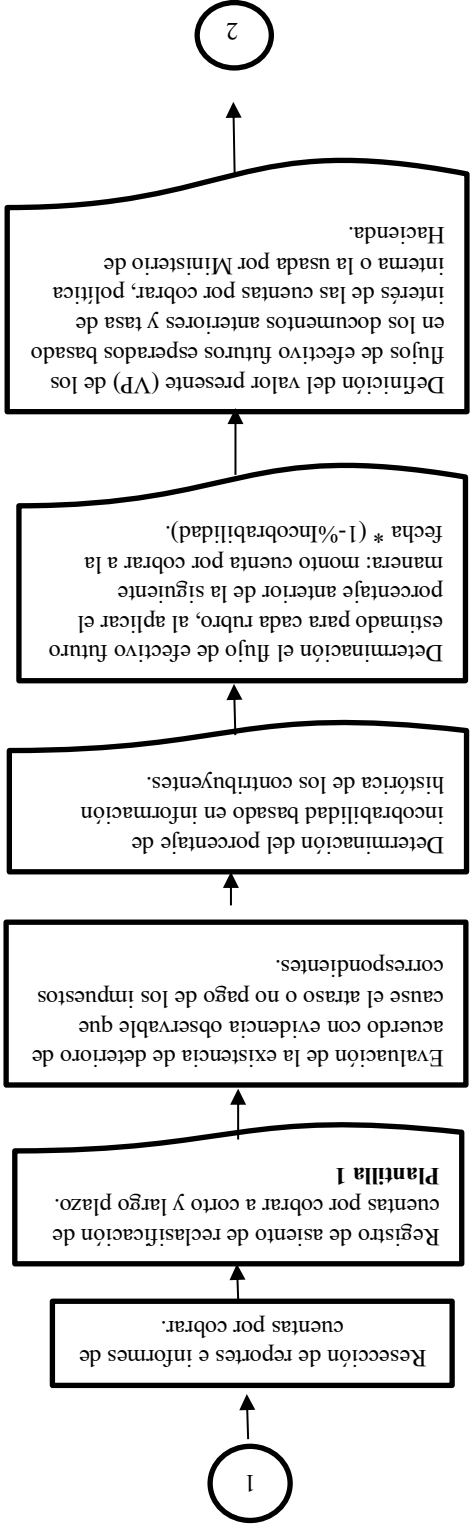 1
Resección de reportes e informes de
cuentas por cobrar.
Registro de asiento de reclasificación de
cuentas por cobrar a corto y largo plazo.
Plantilla 1
Evaluación de la existencia de deterioro de
acuerdo con evidencia observable que
cause el atraso o no pago de los impuestos
correspondientes.
Determinación del porcentaje de
incobrabilidad basado en información
histórica de los contribuyentes.
Determinación el flujo de efectivo futuro
estimado para cada rubro, al aplicar el
porcentaje anterior de la siguiente
manera: monto cuenta por cobrar a la
fecha * (1-%Incobrabilidad).
Definición del valor presente (VP) de los
flujos de efectivo futuros esperados basado
en los documentos anteriores y tasa de
interés de las cuentas por cobrar, política
interna o la usada por Ministerio de
Hacienda.
2